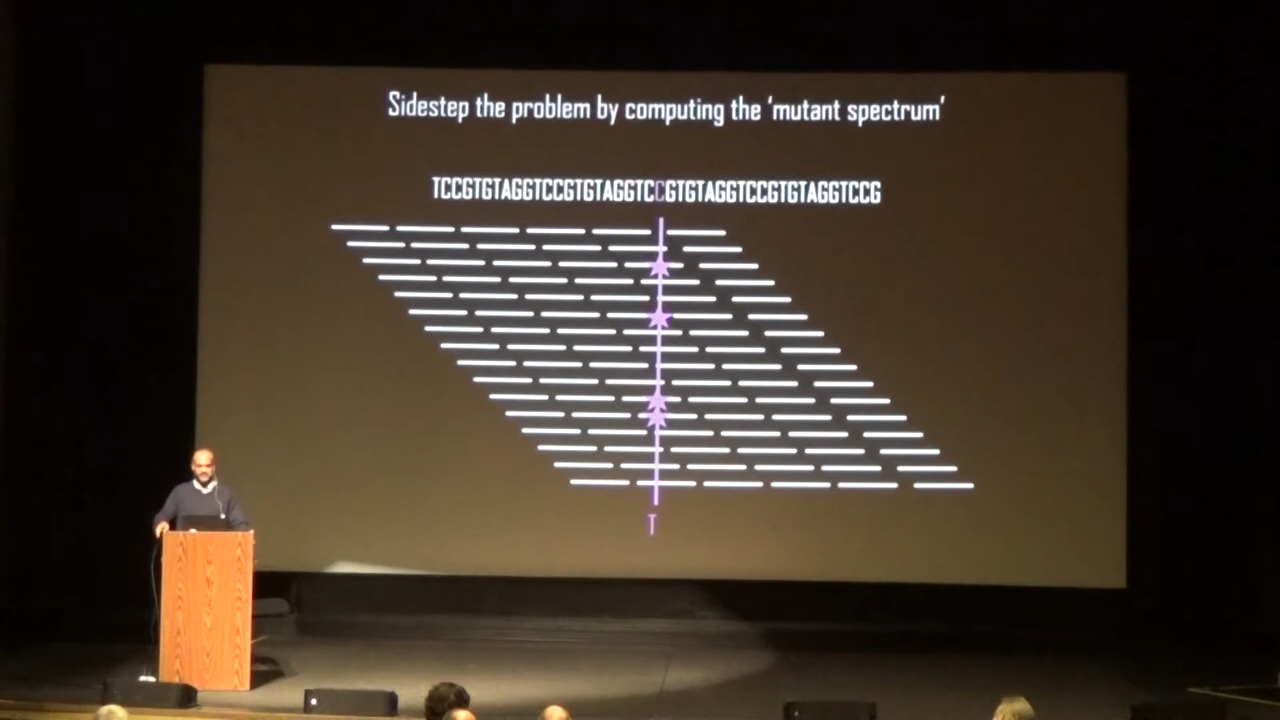 Sidestep the problem by computing the 'mutant spectrum'
TCCGTGTAGGTCCGTGTAGGTCCGTGTAGGTCCGTGTAGGTCCG
T